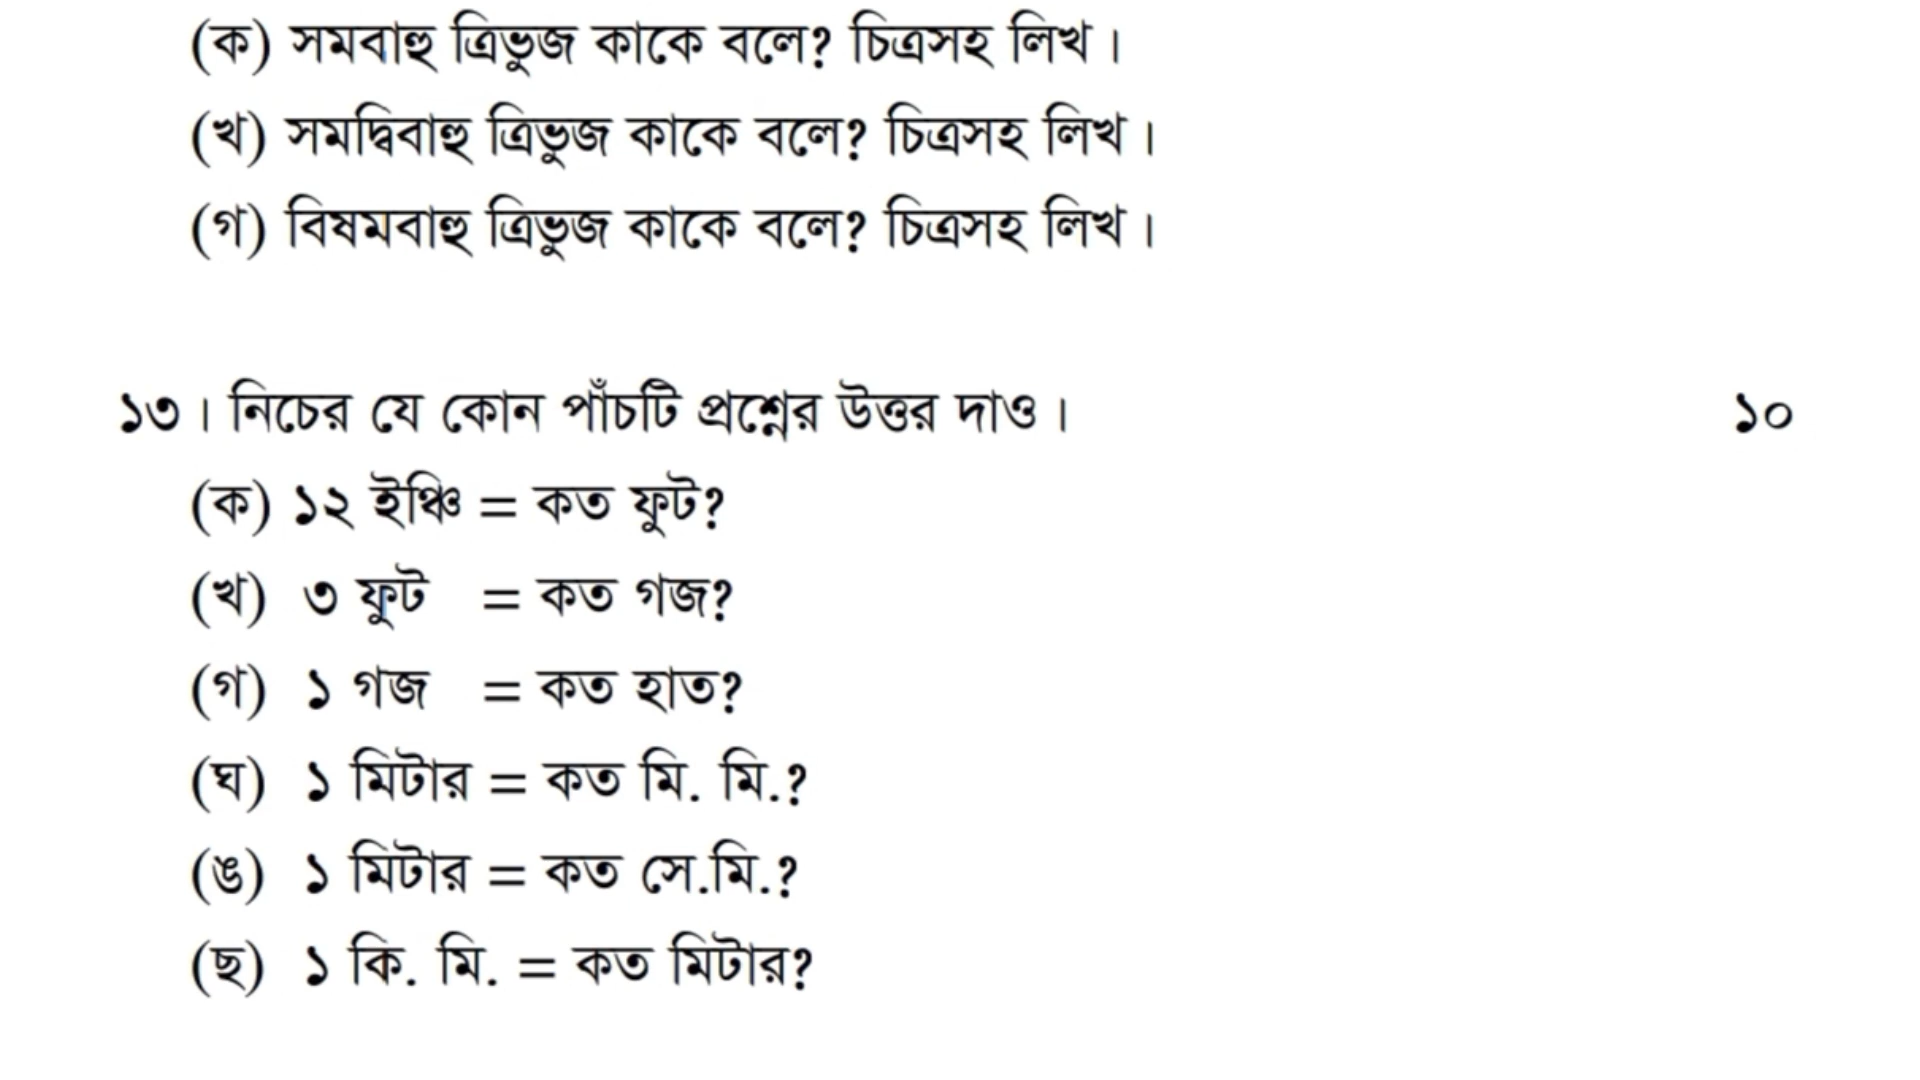 (ক) সমবাহু ত্রিভুজ কাকে বলে? চিত্রসহ লিখ।
(খ) সমদ্বিবাহু ত্রিভুজ কাকে বলে? চিত্রসহ লিখ।
(গ) বিষমবাহু ত্রিভুজ কাকে বলে? চিত্রসহ লিখ।
১৩। নিচের যে কোন পাঁচটি প্রশ্নের উত্তর দাও। ১০
(ক) ১২ ইঞ্চি = কত ফুট?
(খ) ৩ ফুট = কত গজ?
(গ) ১ গজ = কত হাত?
(ঘ) ১ মিটার = কত মি. মি.?
(ঙ) ১ মিটার = কত সে.মি.?
(ছ) ১ কি. মি. = কত মিটার?